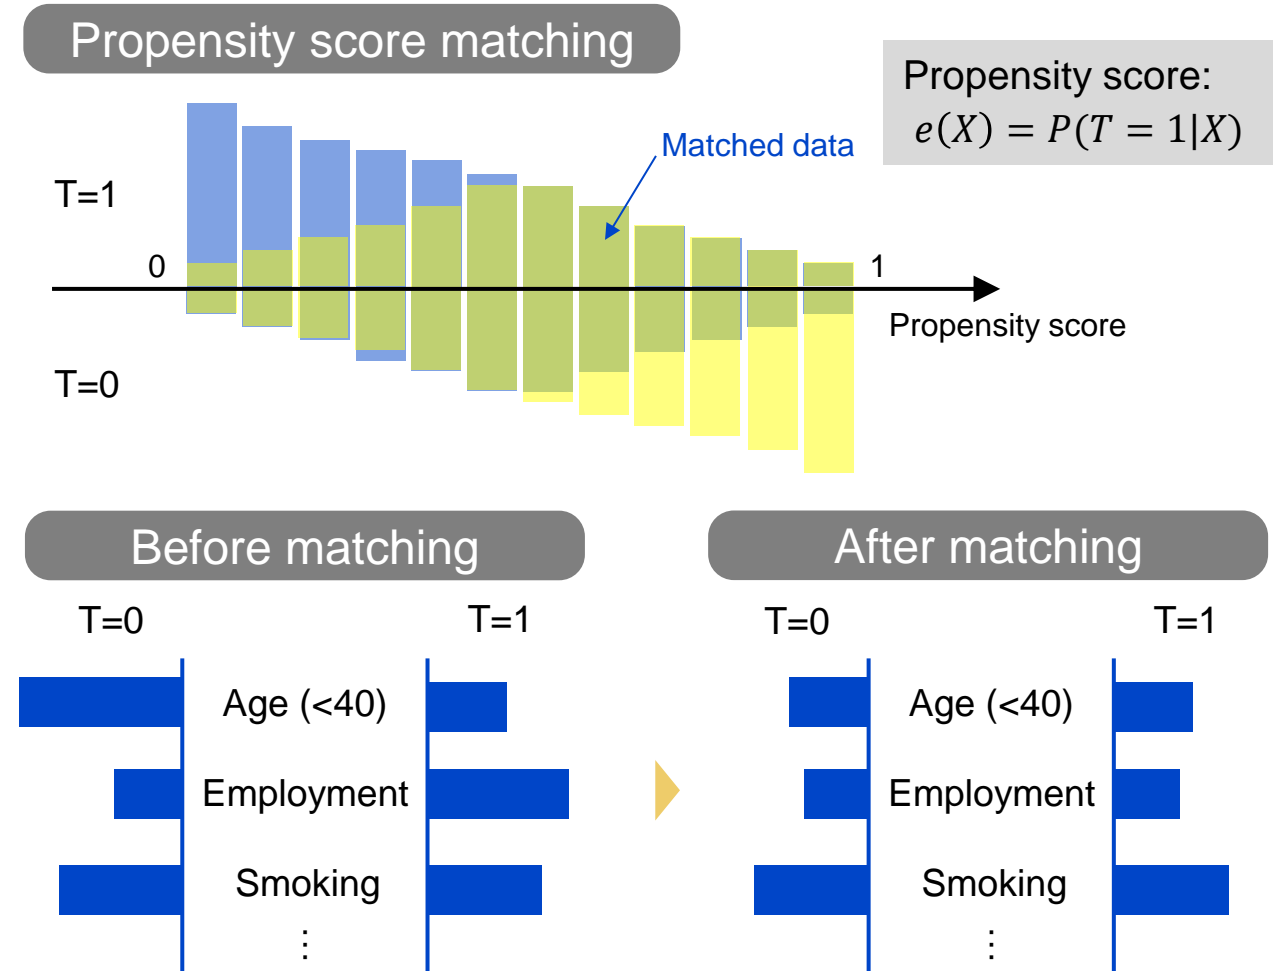 Propensity score matching
Propensity score:
e(X) = P(T = 1|X)
Matched data
T=1
0
1
Propensity score
T=0
Before matching
After matching
T=0
T=1
T=0
T=1
Age (<40)
Age (<40)
Employment
Employment
Smoking
Smoking
⋮
⋮